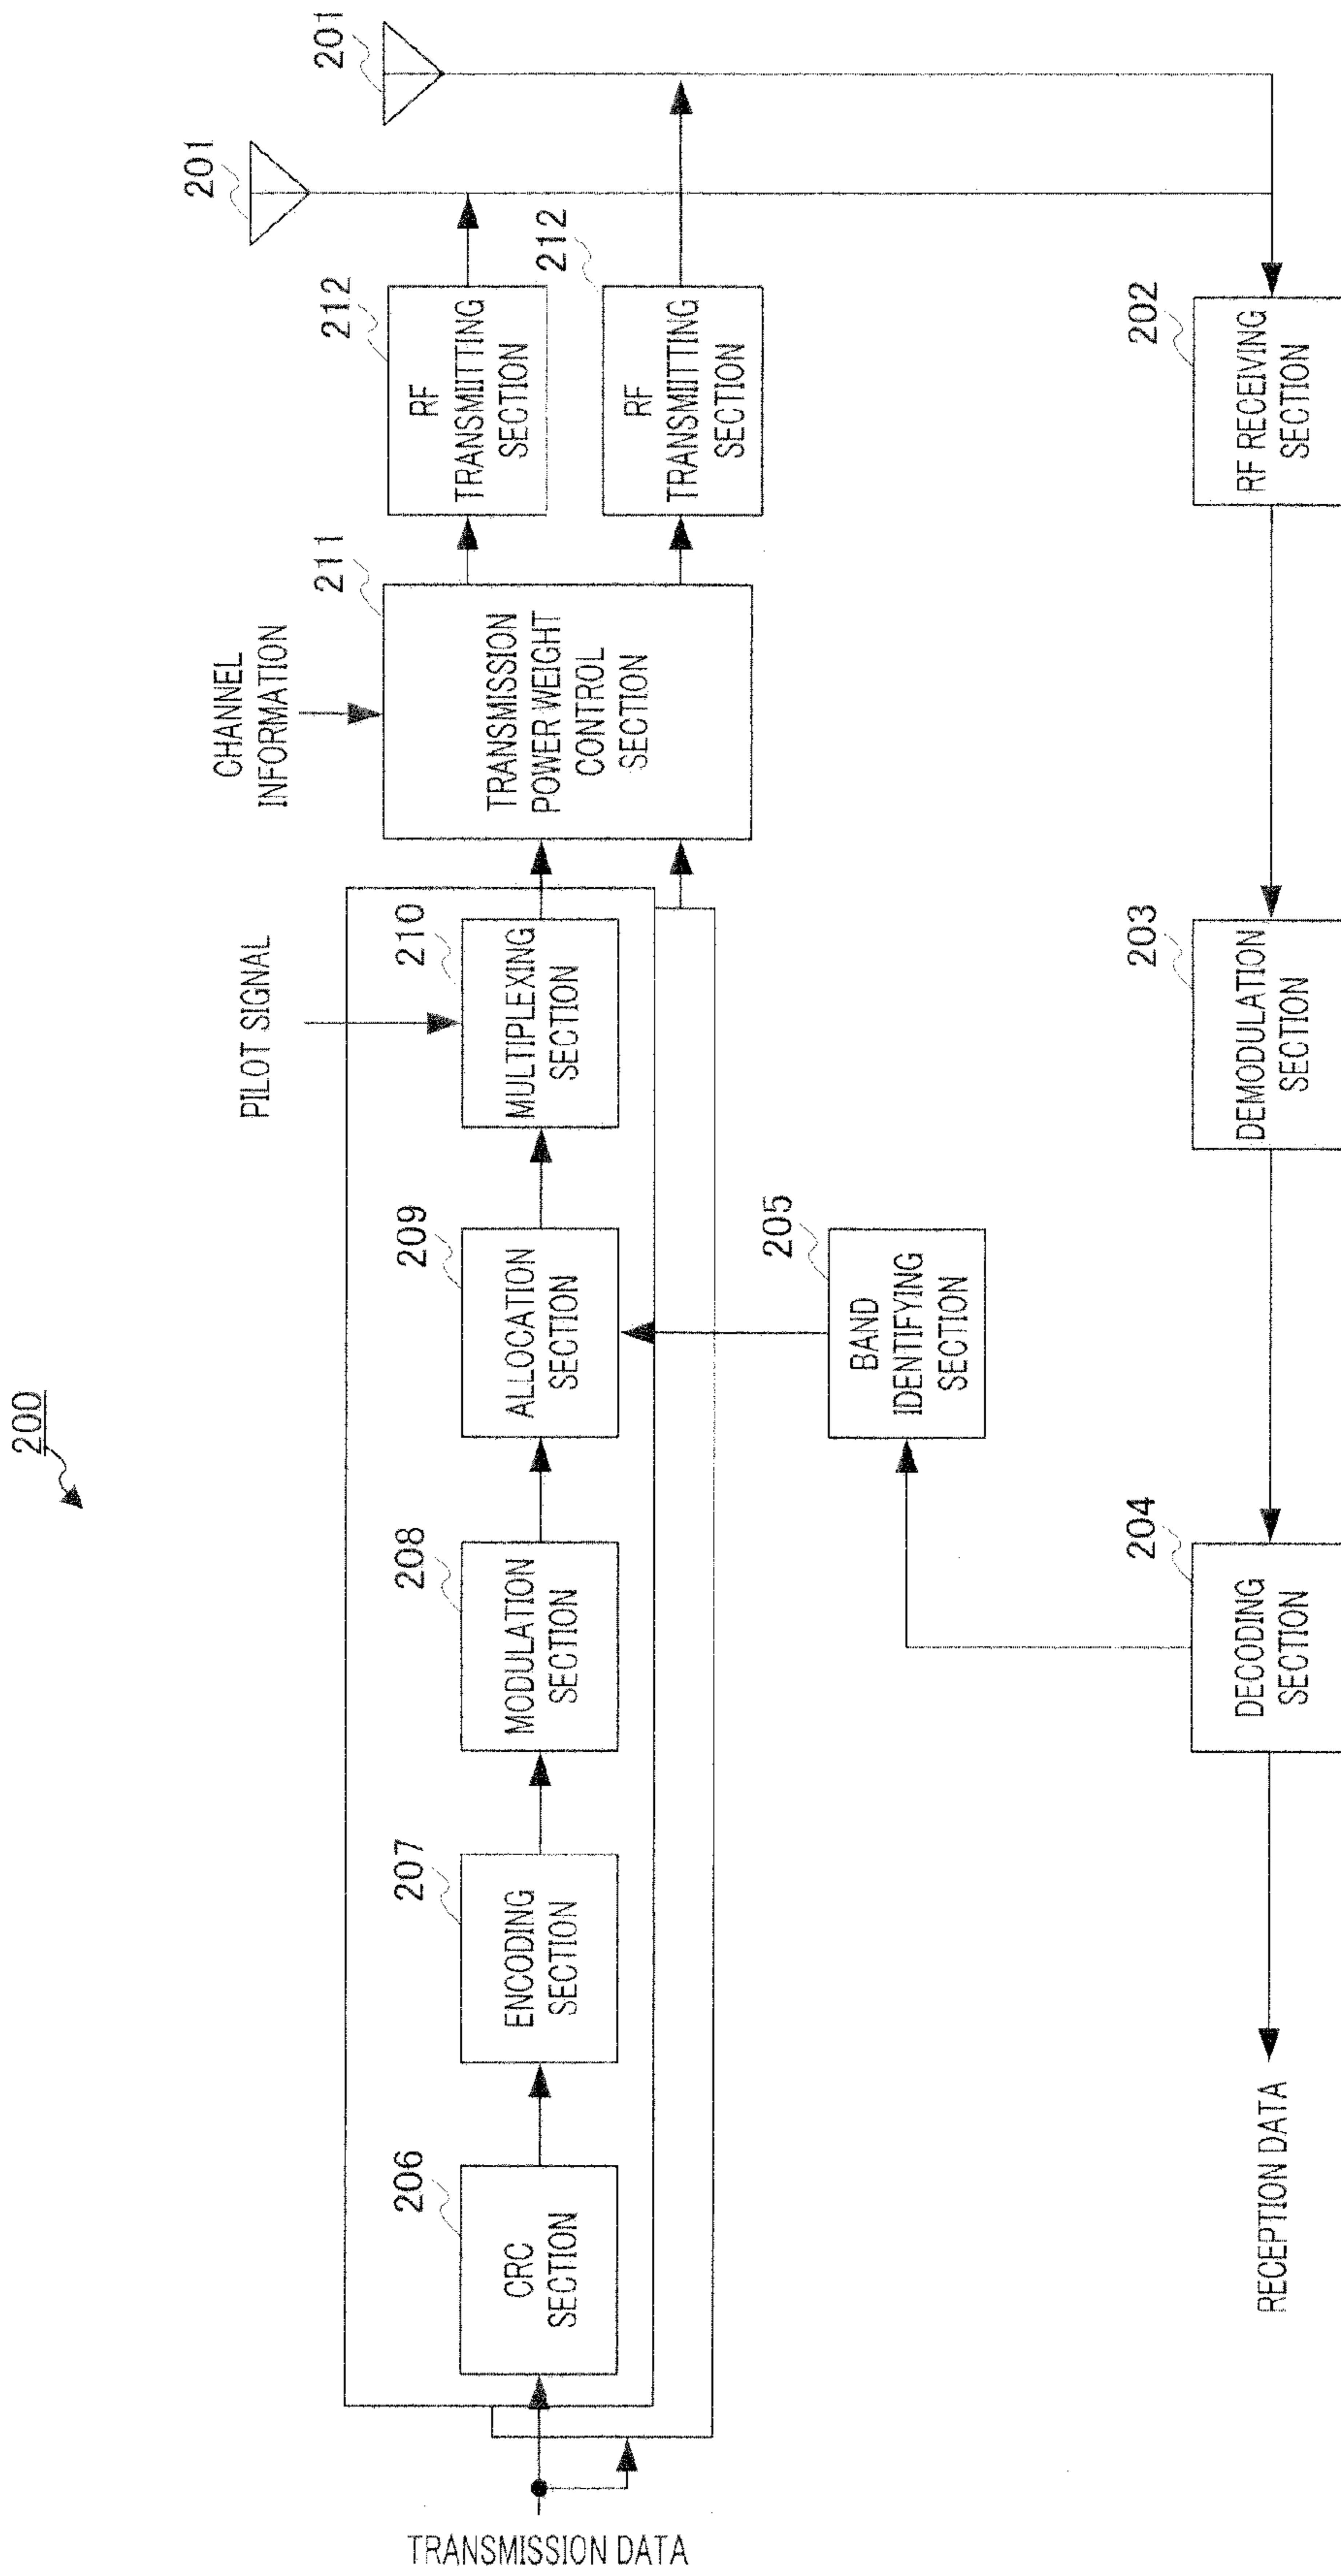 200
201
201
CHANNEL
INFORMATION
PILOT SIGNAL
206
CRC
SECTION
207
ENCODING
SECTION
208
MODULATION
SECTION
209
ALLOCATION
SECTION
210
MULTIPLEXING
SECTION
211
TRANSMISSION
POWER WEIGHT
CONTROL
SECTION
212
RF
TRANSMITTING
SECTION
212
RF
TRANSMITTING
SECTION
TRANSMISSION DATA
205
BAND
IDENTIFYING
SECTION
204
DECODING
SECTION
203
DEMODULATION
SECTION
202
RF RECEIVING
SECTION
RECEPTION DATA